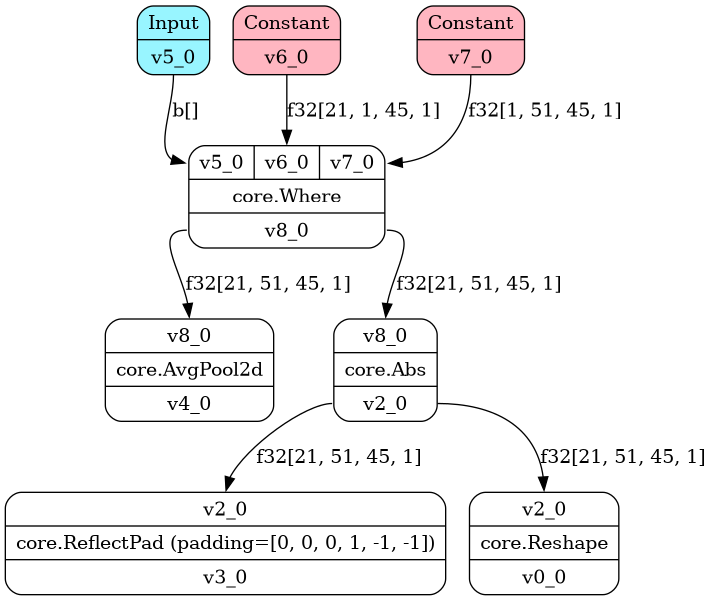 Input
v5_0
Constant
v6_0
Constant
v7_0
b[]
f32[21, 1, 45, 1]
f32[1, 51, 45, 1]
v5_0 v6_0 v7_0
core.Where
v8_0
f32[21, 51, 45, 1]
f32[21, 51, 45, 1]
v8_0
core.AvgPool2d
v4_0
v8_0
core.Abs
v2_0
f32[21, 51, 45, 1]
f32[21, 51, 45, 1]
v2_0
core.ReflectPad (padding=[0, 0, 0, 1, -1, -1])
v3_0
v2_0
core.Reshape
v0_0